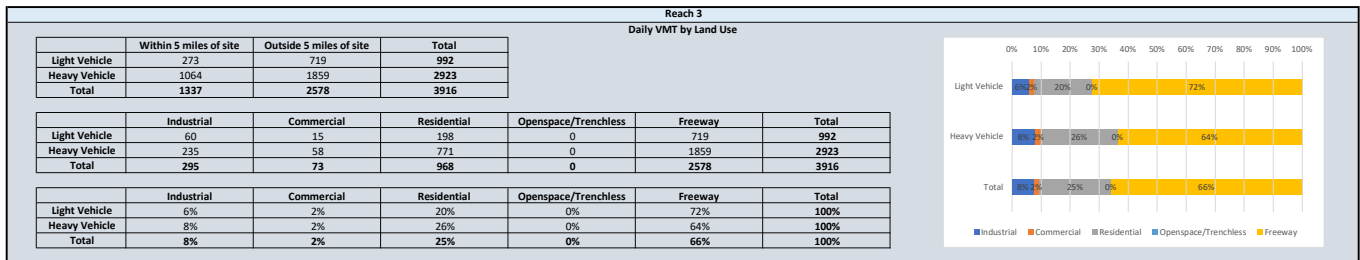 Reach 3
Daily VMT by Land Use
Within 5 miles of site Outside 5 miles of site Total
Light Vehicle 273 719 992
Heavy Vehicle 1064 1859 2923
Total 1337 2578 3916
Industrial Commercial Residential Openspace/Trenchless Freeway Total
Light Vehicle 60 15 198 0 719 992
Heavy Vehicle 235 58 771 0 1859 2923
Total 295 73 968 0 2578 3916
Industrial Commercial Residential Openspace/Trenchless Freeway Total
Light Vehicle 6% 2% 20% 0% 72% 100%
Heavy Vehicle 8% 2% 26% 0% 64% 100%
Total 8% 2% 25% 0% 66% 100%
0% 10% 20% 30% 40% 50% 60% 70% 80% 90% 100%
Light Vehicle 6% 2% 20% 0% 72%
Heavy Vehicle 8% 2% 26% 0% 64%
Total 8% 2% 25% 0% 66%
Industrial Commercial Residential Openspace/Trenchless Freeway